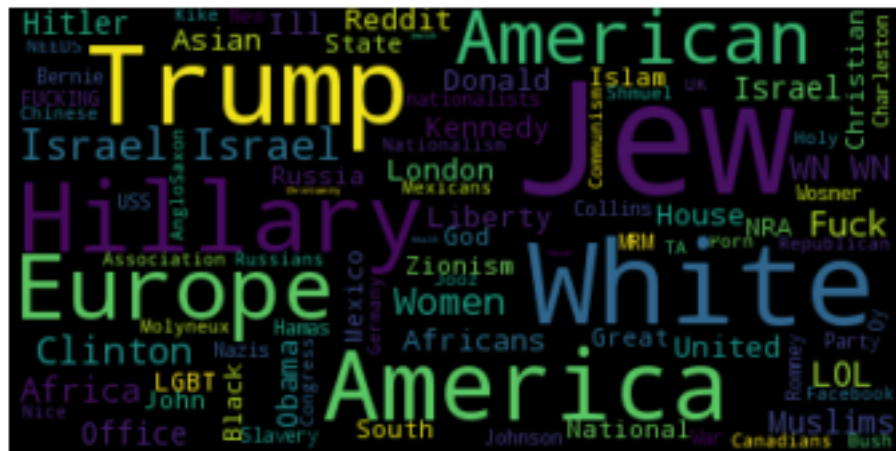 Hitler Kike New Ill Reddit American Christian Charleston
NEEDS Trump Asian State
Bernie Donald Islam Israel
FUCKING nationalists Communism Shmuel UK Jew
Chinese Kennedy
Israel Israel Nationalism London Holy
Hillary AngloSaxon Russia Mexicans WN WN
USS Liberty Collins House NRA Wosner Fuck
God MRM TA Porn Republican
Association Russians Zionism White
Europe Mexico Germany Jodz Women
Molyneux Hamas Africans Great United Party Oy
Clinton Nazis Obama Congress America Romney LOL
Africa LGBT Black Facebook
Nice John Muslims
Office Slavery South Johnson National War Canadians Bush